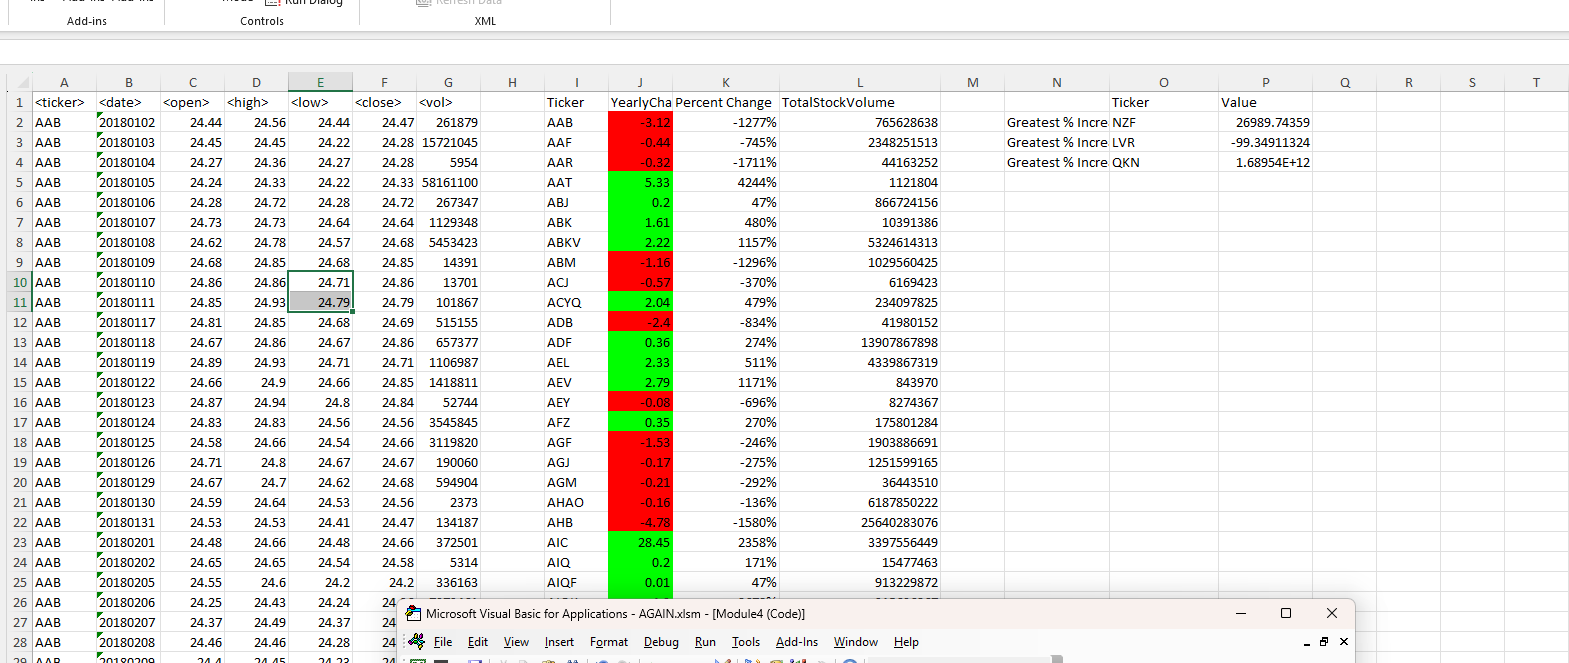 Run Dialog
Refresh Data
Add-ins Controls XML
A B C D E F G H I J K L M N O P Q R S T
1 <ticker> <date> <open> <high> <low> <close> <vol> Ticker YearlyCha Percent Change TotalStockVolume Ticker Value
2 AAB 20180102 24.44 24.56 24.44 24.47 261879 AAB -3.12 -1277% 765628638 Greatest % Incre NZF 26989.74359
3 AAB 20180103 24.45 24.45 24.22 24.28 15721045 AAF -0.44 -745% 2348251513 Greatest % Incre LVR -99.34911324
4 AAB 20180104 24.27 24.36 24.27 24.28 5954 AAR -0.32 -1711% 44163252 Greatest % Incre QKN 1.68954E+12
5 AAB 20180105 24.24 24.33 24.22 24.33 58161100 AAT 5.33 4244% 1121804
6 AAB 20180106 24.28 24.72 24.28 24.72 267347 ABJ 0.2 47% 866724156
7 AAB 20180107 24.73 24.73 24.64 24.64 1129348 ABK 1.61 480% 10391386
8 AAB 20180108 24.62 24.78 24.57 24.68 5453423 ABKV 2.22 1157% 5324614313
9 AAB 20180109 24.68 24.85 24.68 24.85 14391 ABM -1.16 -1296% 1029560425
10 AAB 20180110 24.86 24.86 24.71 24.86 13701 ACJ -0.57 -370% 6169423
11 AAB 20180111 24.85 24.93 24.79 24.79 101867 ACYQ 2.04 479% 234097825
12 AAB 20180117 24.81 24.85 24.68 24.69 515155 ADB -2.4 -834% 41980152
13 AAB 20180118 24.67 24.86 24.67 24.86 657377 ADF 0.36 274% 13907867898
14 AAB 20180119 24.89 24.93 24.71 24.71 1106987 AEL 2.33 511% 4339867319
15 AAB 20180122 24.66 24.9 24.66 24.85 1418811 AEV 2.79 1171% 843970
16 AAB 20180123 24.87 24.94 24.8 24.84 52744 AEY -0.08 -696% 8274367
17 AAB 20180124 24.83 24.83 24.56 24.56 3545845 AFZ 0.35 270% 175801284
18 AAB 20180125 24.58 24.66 24.54 24.66 3119820 AGF -1.53 -246% 1903886691
19 AAB 20180126 24.71 24.8 24.67 24.67 190060 AGJ -0.17 -275% 1251599165
20 AAB 20180129 24.67 24.7 24.62 24.68 594904 AGM -0.21 -292% 36443510
21 AAB 20180130 24.59 24.64 24.53 24.56 2373 AHAO -0.16 -136% 6187850222
22 AAB 20180131 24.53 24.53 24.41 24.47 134187 AHB -4.78 -1580% 25640283076
23 AAB 20180201 24.48 24.66 24.48 24.66 372501 AIC 28.45 2358% 3397556449
24 AAB 20180202 24.65 24.65 24.54 24.58 5314 AIQ 0.2 171% 15477463
25 AAB 20180205 24.55 24.6 24.2 24.2 336163 AIQF 0.01 47% 913229872
26 AAB 20180206 24.25 24.43 24.24 24
27 AAB 20180207 24.37 24.49 24.37 24
28 AAB 20180208 24.46 24.46 24.28 24
29 AAB 20180209 24.4 24.45 24.23 24
Microsoft Visual Basic for Applications - AGAIN.xlsm - [Module4 (Code)]
File Edit View Insert Format Debug Run Tools Add-Ins Window Help